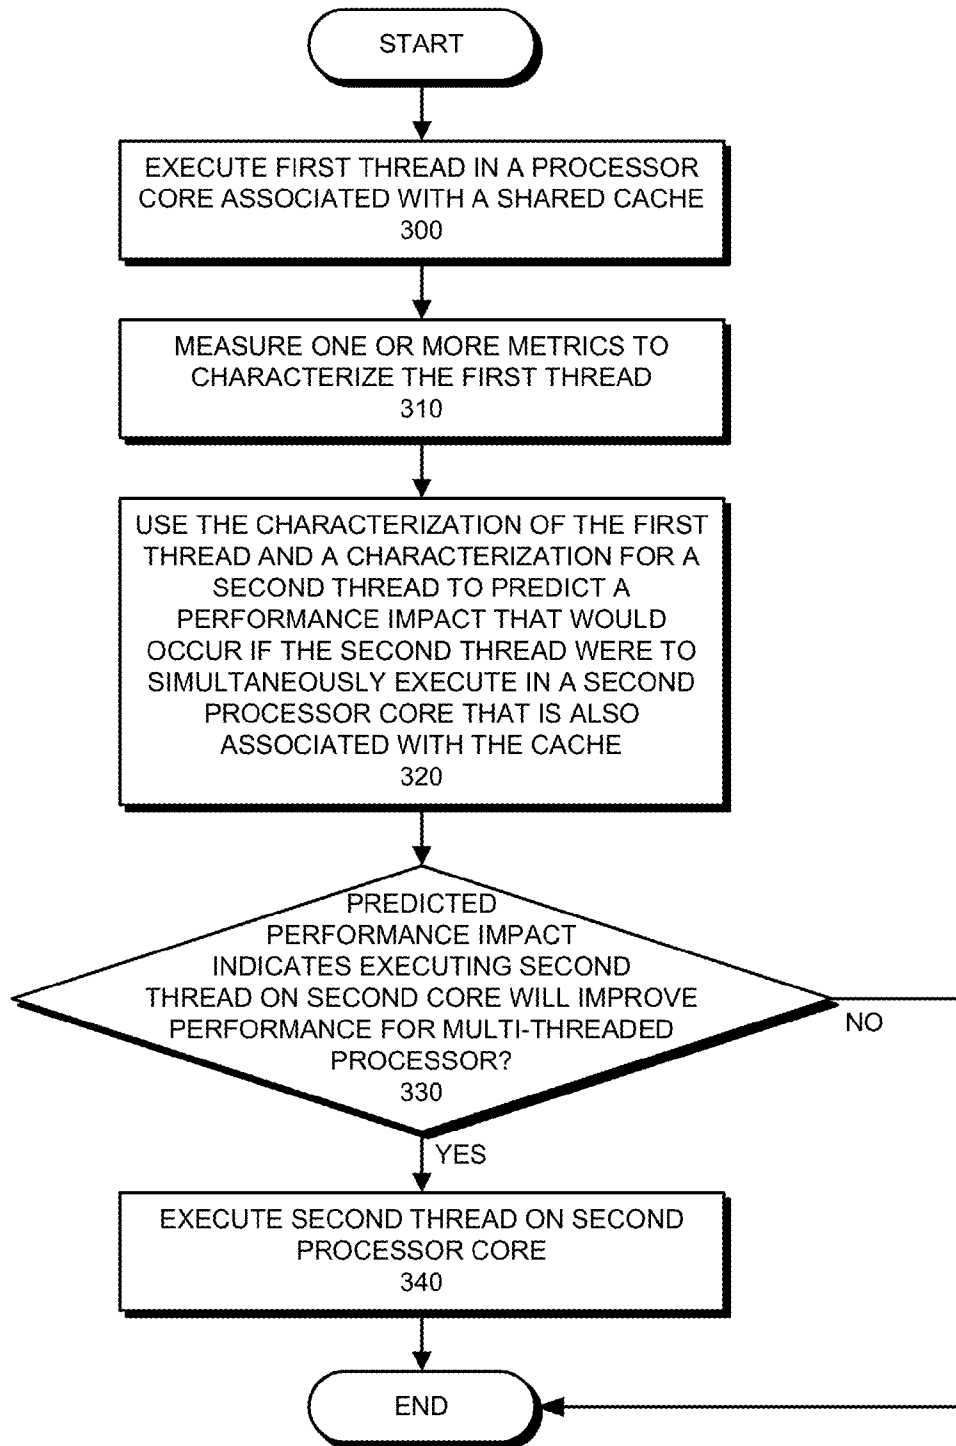 START
EXECUTE FIRST THREAD IN A PROCESSOR
CORE ASSOCIATED WITH A SHARED CACHE
300
MEASURE ONE OR MORE METRICS TO
CHARACTERIZE THE FIRST THREAD
310
USE THE CHARACTERIZATION OF THE FIRST
THREAD AND A CHARACTERIZATION FOR A
SECOND THREAD TO PREDICT A
PERFORMANCE IMPACT THAT WOULD
OCCUR IF THE SECOND THREAD WERE TO
SIMULTANEOUSLY EXECUTE IN A SECOND
PROCESSOR CORE THAT IS ALSO
ASSOCIATED WITH THE CACHE
320
PREDICTED
PERFORMANCE IMPACT
INDICATES EXECUTING SECOND
THREAD ON SECOND CORE WILL IMPROVE
PERFORMANCE FOR MULTI-THREADED
PROCESSOR?
330
NO
YES
EXECUTE SECOND THREAD ON SECOND
PROCESSOR CORE
340
END